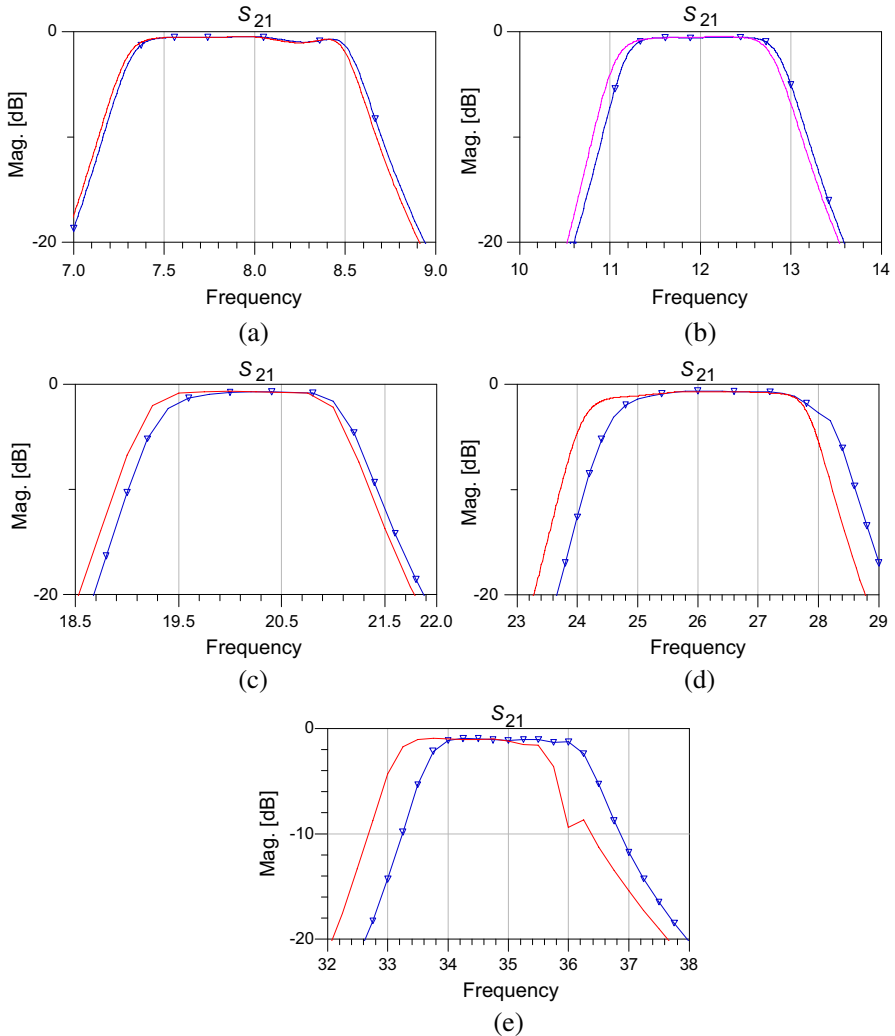 S21
S21
0
-20
Mag. [dB]
7.0 7.5 8.0 8.5 9.0
Frequency
(a)
0
-20
Mag. [dB]
10 11 12 13 14
Frequency
(b)
S21
S21
0
-20
Mag. [dB]
18.5 19.5 20.5 21.5 22.0
Frequency
(c)
0
-20
Mag. [dB]
23 24 25 26 27 28 29
Frequency
(d)
S21
0
-10
-20
Mag. [dB]
32 33 34 35 36 37 38
Frequency
(e)